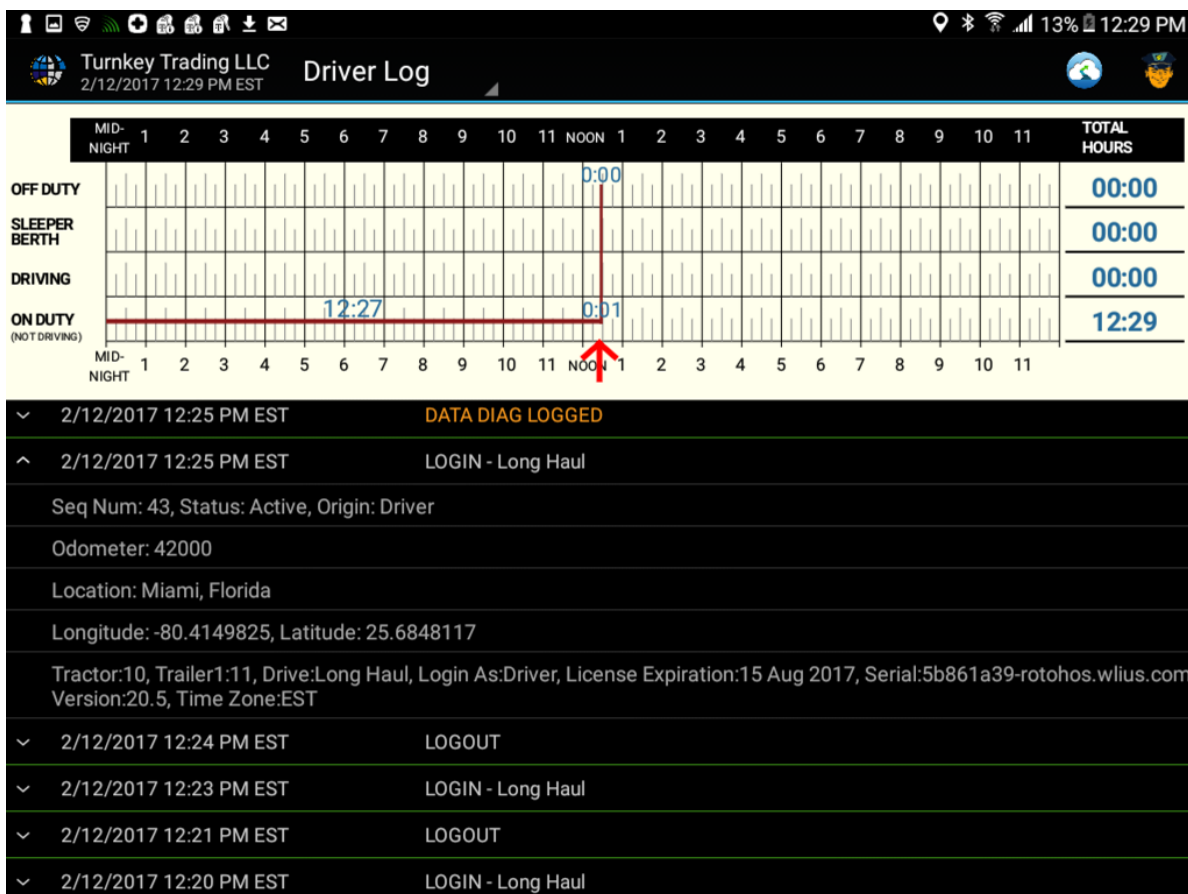 13% 12:29 PM
Turnkey Trading LLC
2/12/2017 12:29 PM EST
Driver Log
MID-NIGHT 1 2 3 4 5 6 7 8 9 10 11 NOON 1 2 3 4 5 6 7 8 9 10 11 TOTAL HOURS
0:00
OFF DUTY 00:00
SLEEPER BERTH 00:00
DRIVING 00:00
12:27 0:01
ON DUTY 12:29
(NOT DRIVING)
MID-NIGHT 1 2 3 4 5 6 7 8 9 10 11 NOON 1 2 3 4 5 6 7 8 9 10 11
2/12/2017 12:25 PM EST DATA DIAG LOGGED
2/12/2017 12:25 PM EST LOGIN - Long Haul
Seq Num: 43, Status: Active, Origin: Driver
Odometer: 42000
Location: Miami, Florida
Longitude: -80.4149825, Latitude: 25.6848117
Tractor:10, Trailer1:11, Drive:Long Haul, Login As:Driver, License Expiration:15 Aug 2017, Serial:5b861a39-rotohos.wlius.com
Version:20.5, Time Zone:EST
2/12/2017 12:24 PM EST LOGOUT
2/12/2017 12:23 PM EST LOGIN - Long Haul
2/12/2017 12:21 PM EST LOGOUT
2/12/2017 12:20 PM EST LOGIN - Long Haul